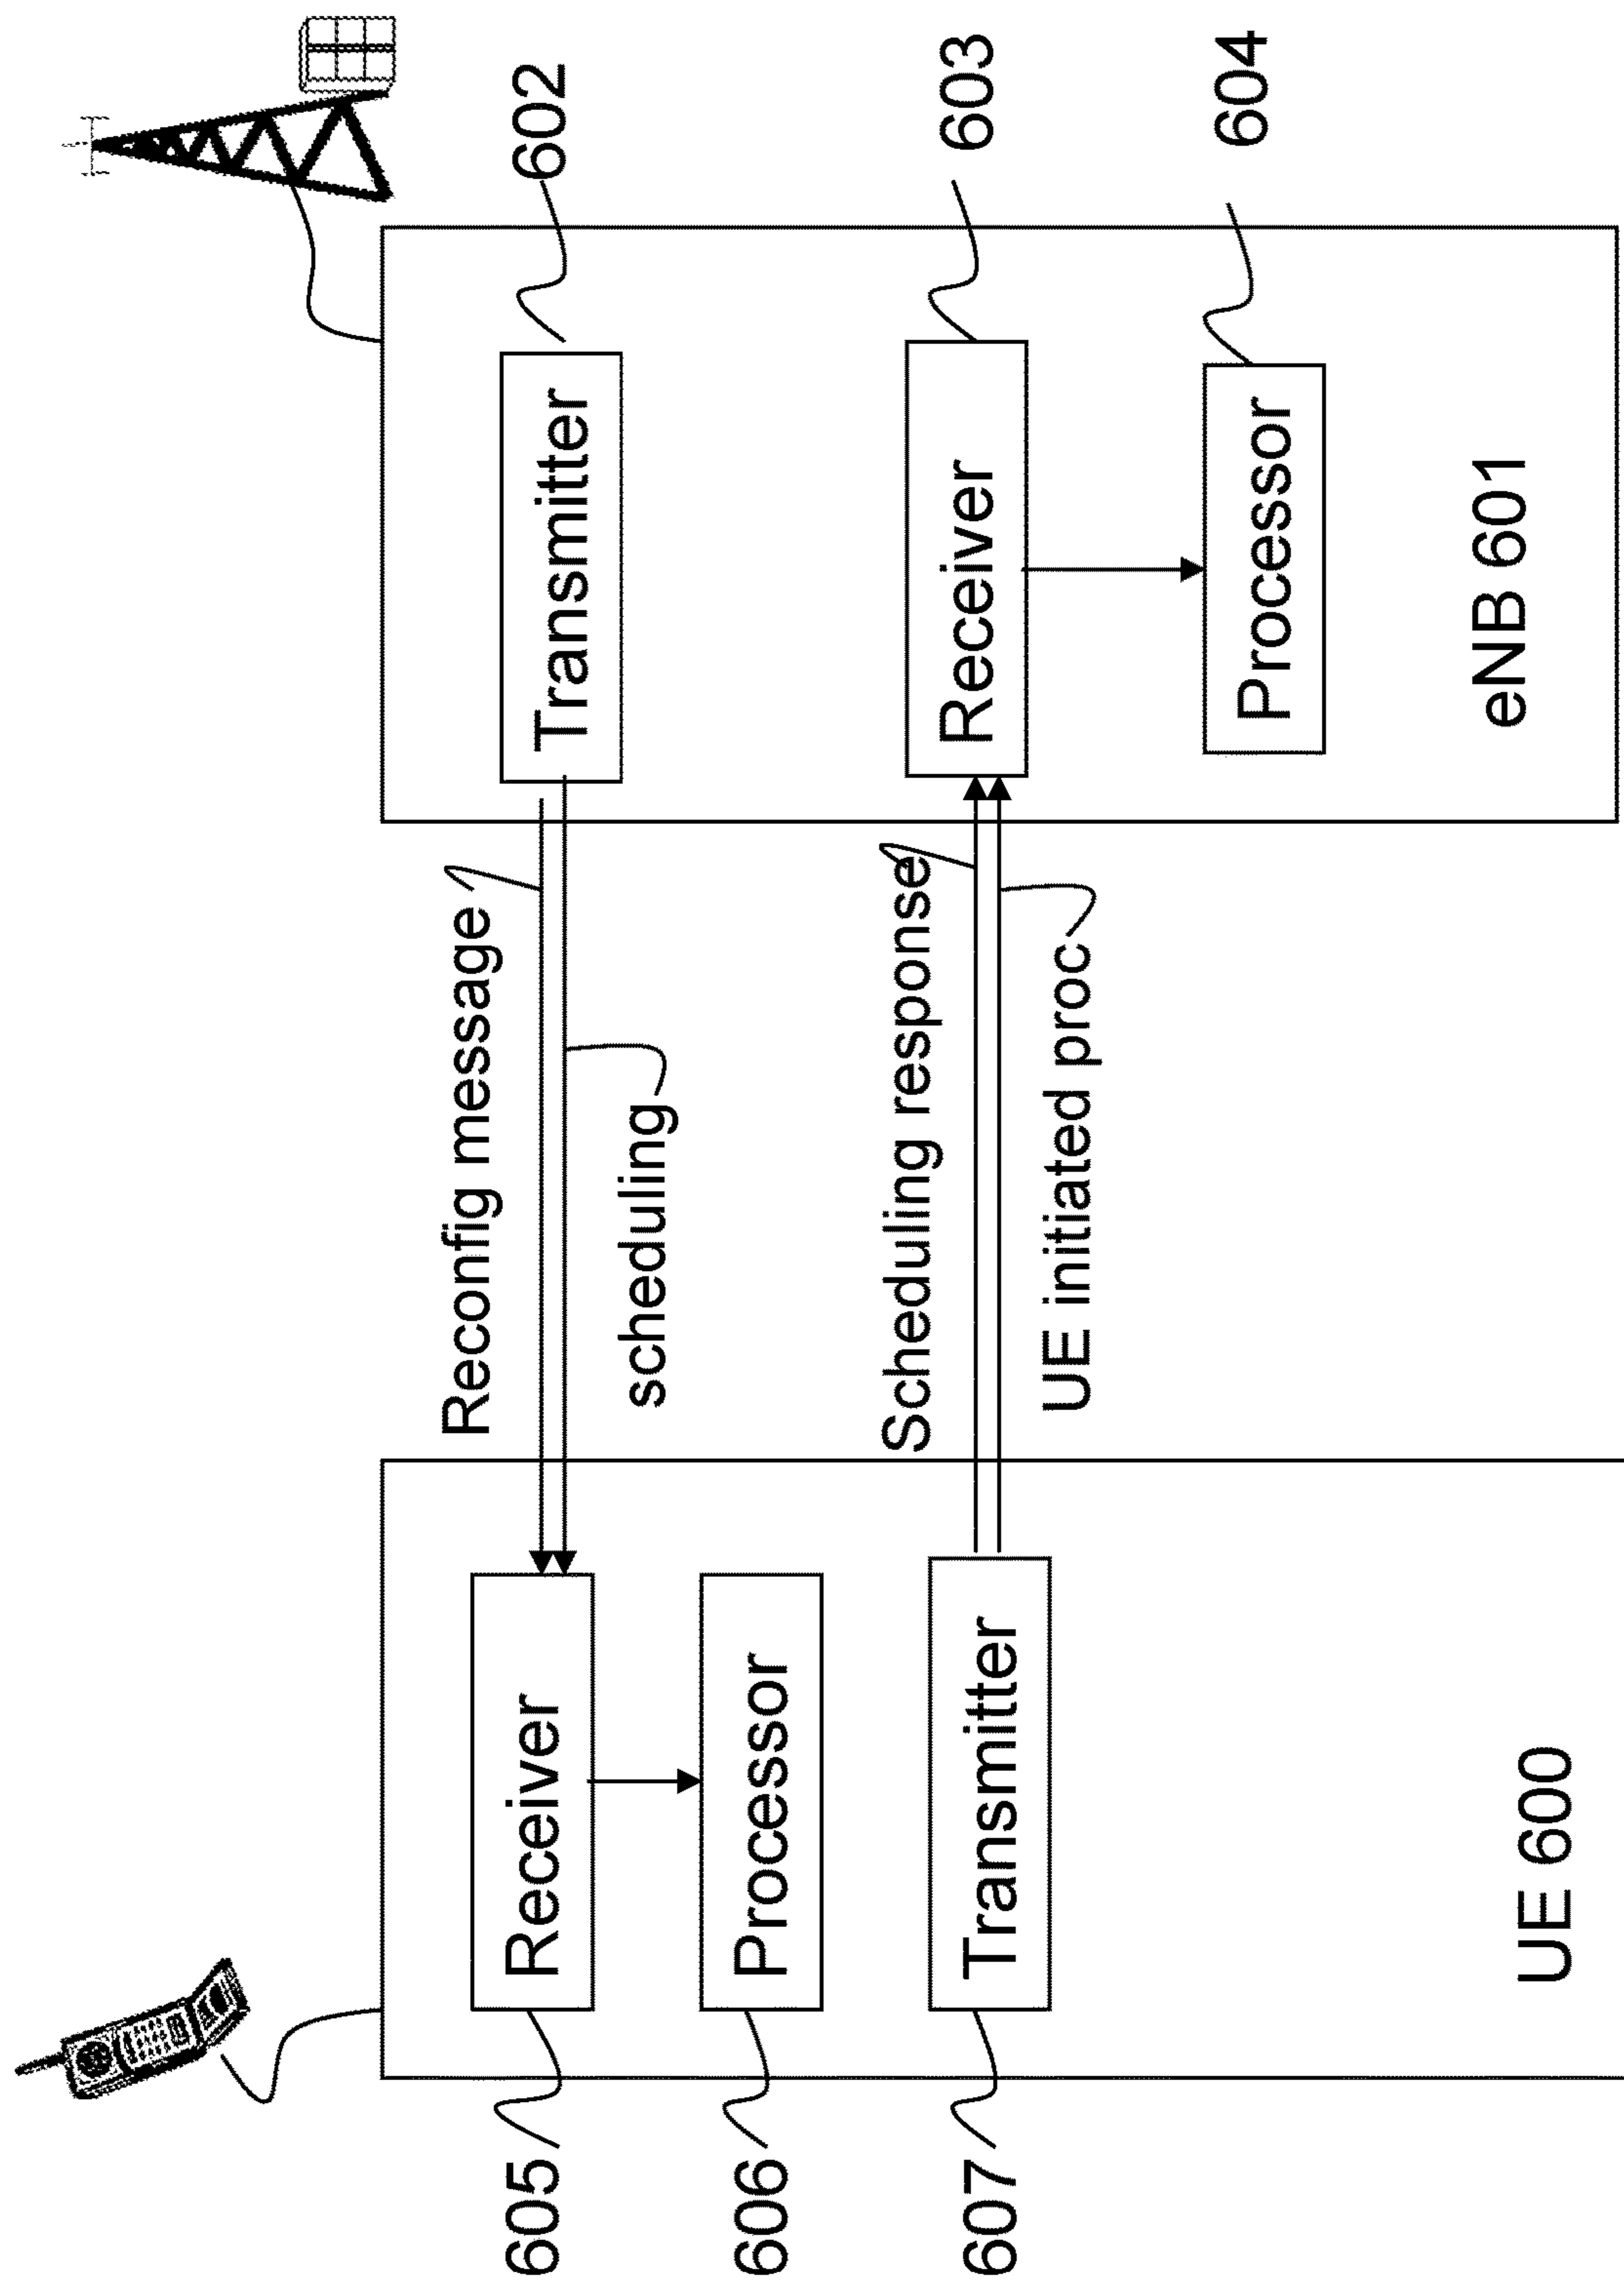 602
603
604
Transmitter
Receiver
Processor
eNB 601
Reconfig message
scheduling
Scheduling response
UE initiated proc
Receiver
Processor
Transmitter
UE 600
605
606
607